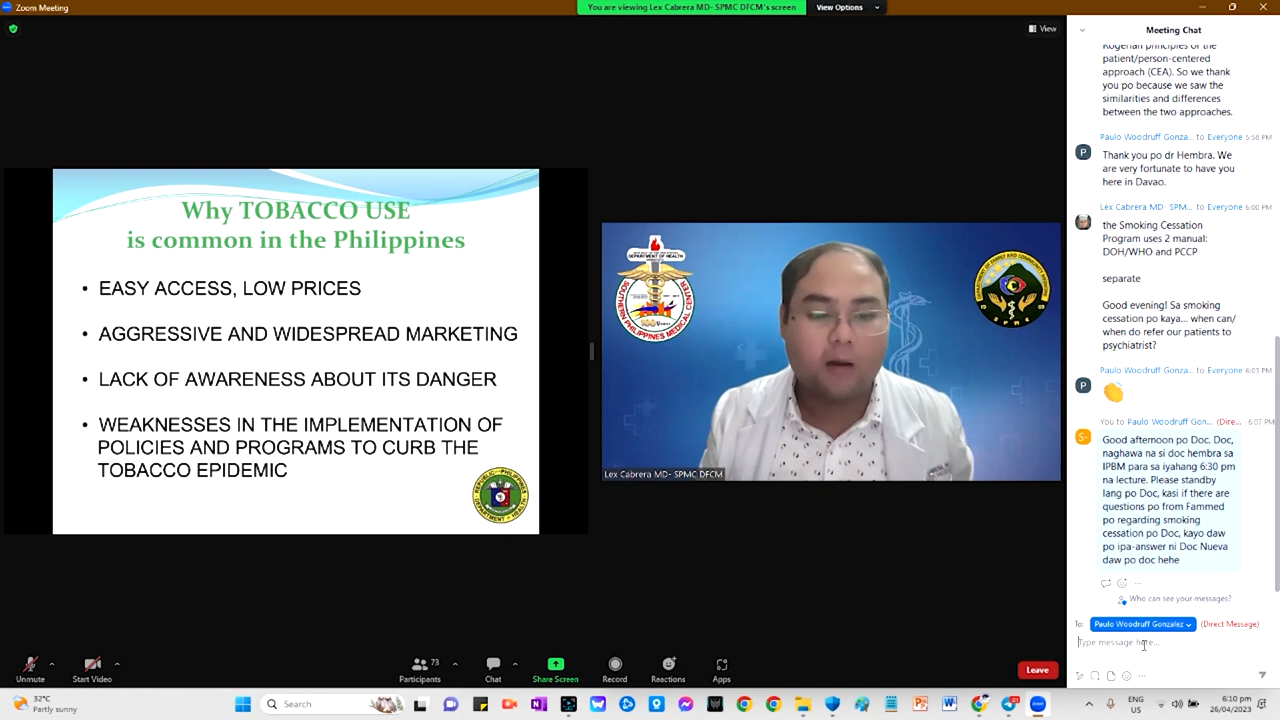 Zoom Meeting
You are viewing Lex Cabrera MD- SPMC DFCM's screen
View Options
View
Why TOBACCO USE
is common in the Philippines
• EASY ACCESS, LOW PRICES
• AGGRESSIVE AND WIDESPREAD MARKETING
• LACK OF AWARENESS ABOUT ITS DANGER
• WEAKNESSES IN THE IMPLEMENTATION OF
POLICIES AND PROGRAMS TO CURB THE
TOBACCO EPIDEMIC
DEPARTMENT OF HEALTH
SOUTHERN PHILIPPINES MEDICAL CENTER
Lex Cabrera MD- SPMC DFCM
Meeting Chat
Rogerian principles of the
patient/person-centered
approach (CEA). So we thank
you po because we saw the
similarities and differences
between the two approaches.
Paulo Woodruff Gonza... to Everyone 5:58 PM
P
Thank you po dr Hembra. We
are very fortunate to have you
here in Davao.
Lex Cabrera MD- SPM... to Everyone 6:00 PM
the Smoking Cessation
Program uses 2 manual:
DOH/WHO and PCCP
separate
Good evening! Sa smoking
cessation po kaya... when can/
when do refer our patients to
psychiatrist?
Paulo Woodruff Gonza... to Everyone 6:03 PM
P
You to Paulo Woodruff Gon... (Dire... 6:07 PM
S-
Good afternoon po Doc. Doc,
naghawa na si doc hembra sa
IPBM para sa iyahang 6:30 pm
na lecture. Please standby
lang po Doc, kasi if there are
questions po from Fammed
po regarding smoking
cessation po Doc, kayo daw
po ipa-answer ni Doc Nueva
daw po doc hehe
Who can see your messages?
To: Paulo Woodruff Gonzalez (Direct Message)
Type message here...
Unmute
Start Video
73
Participants
Chat
Share Screen
Record
Reactions
Apps
Leave
32°C
Partly sunny
Search
ENG
US
6:10 pm
26/04/2023